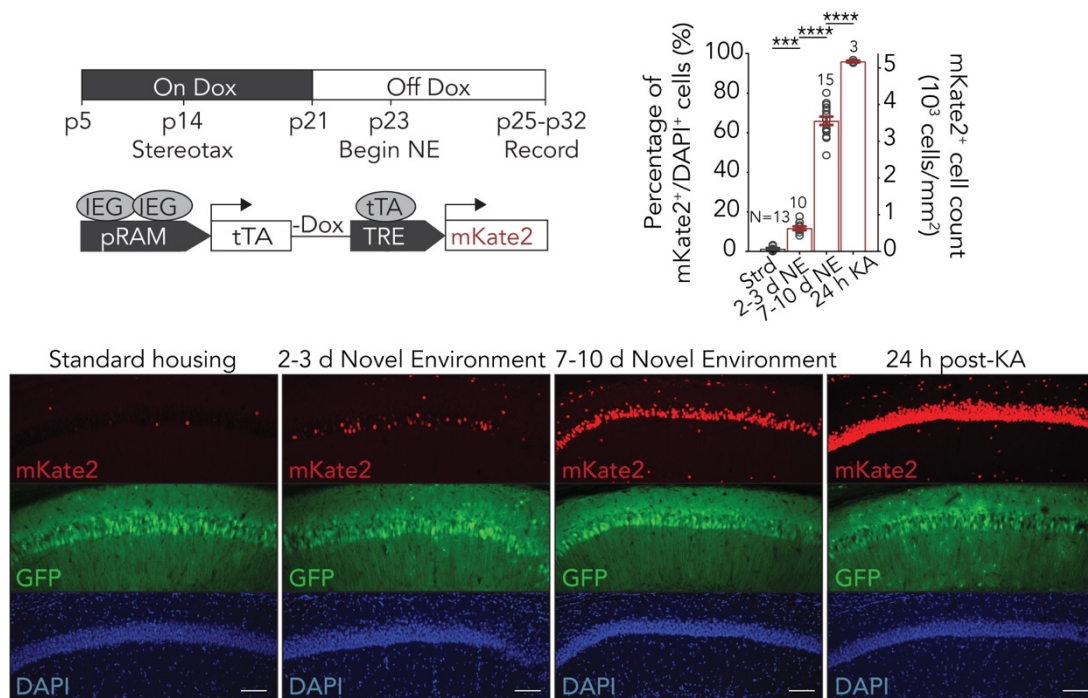 On Dox Off Dox
p5 p14 p21 p23 p25-p32
Stereotax Begin NE Record
IEG IEG tTA
pRAM tTA -Dox TRE mKate2
**** 
****
***
Percentage of
mKate2⁺/DAPI⁺ cells (%)
100
80
60
40
20
0
N=13
10
15
3
5
4
3
2
1
0
mKate2⁺ cell count
(10³ cells/mm²)
Strd
2-3 d NE
7-10 d NE
24 h KA
Standard housing 2-3 d Novel Environment 7-10 d Novel Environment 24 h post-KA
mKate2 mKate2 mKate2 mKate2
GFP GFP GFP GFP
DAPI DAPI DAPI DAPI